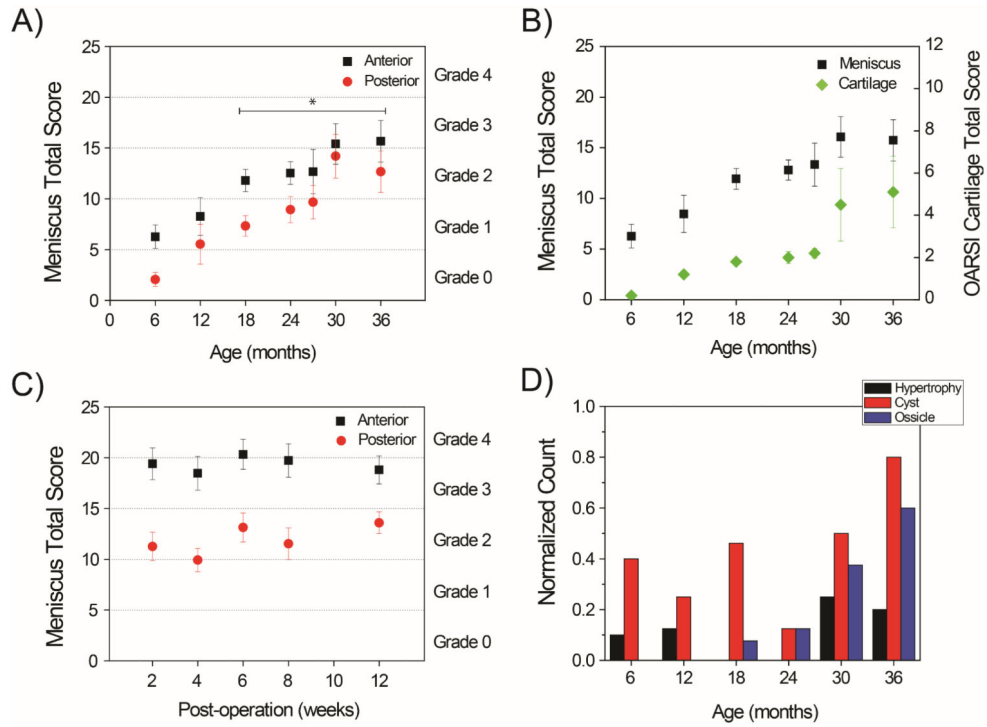 A)
25
20
15
10
5
0
Meniscus Total Score
Anterior
Posterior
*
Grade 4
Grade 3
Grade 2
Grade 1
Grade 0
0 6 12 18 24 30 36
Age (months)
B)
25
20
15
10
5
0
Meniscus Total Score
Meniscus
Cartilage
12
10
8
6
4
2
0
OARSI Cartilage Total Score
6 12 18 24 30 36
Age (months)
C)
25
20
15
10
5
0
Meniscus Total Score
Anterior
Posterior
Grade 4
Grade 3
Grade 2
Grade 1
Grade 0
2 4 6 8 10 12
Post-operation (weeks)
D)
Hypertrophy
Cyst
Ossicle
1.0
0.8
0.6
0.4
0.2
0.0
Normalized Count
6 12 18 24 30 36
Age (months)